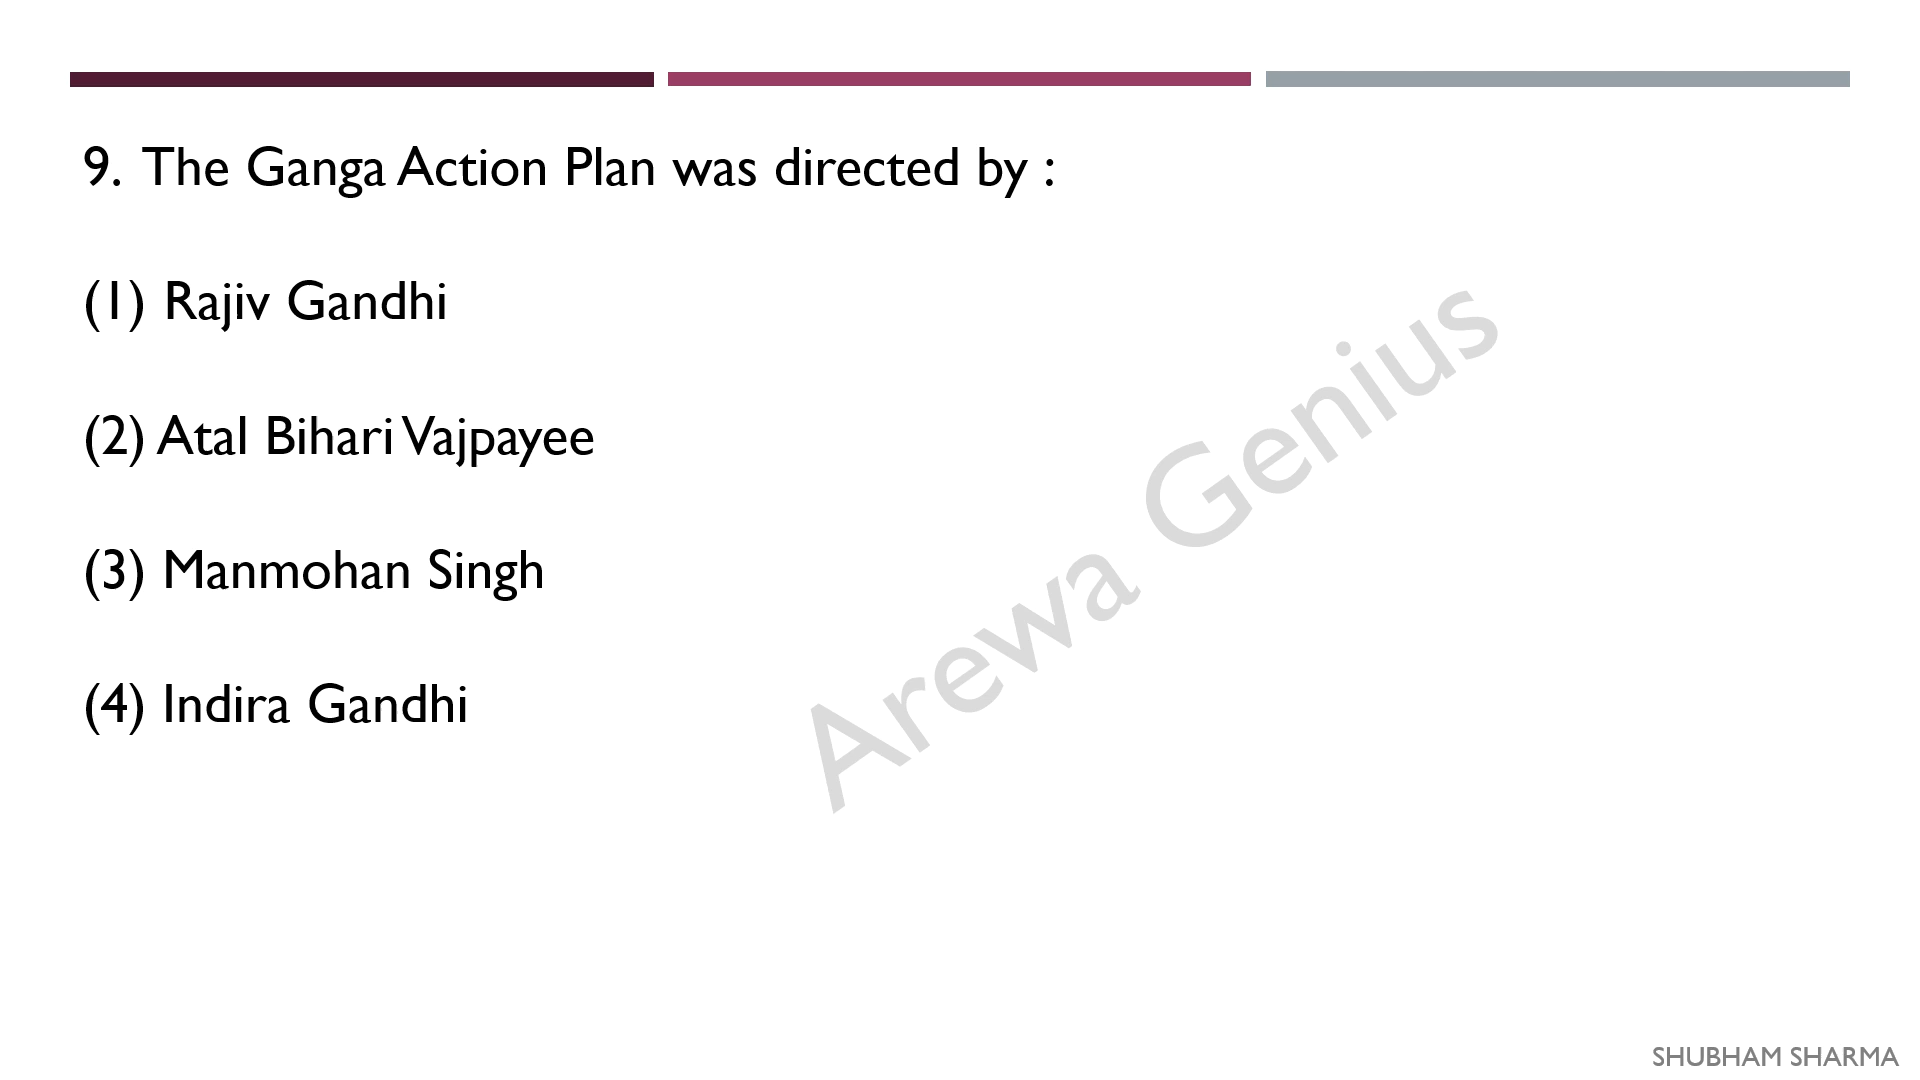 9. The Ganga Action Plan was directed by :
(1) Rajiv Gandhi
(2) Atal Bihari Vajpayee
(3) Manmohan Singh
(4) Indira Gandhi
Arewa Genius
SHUBHAM SHARMA